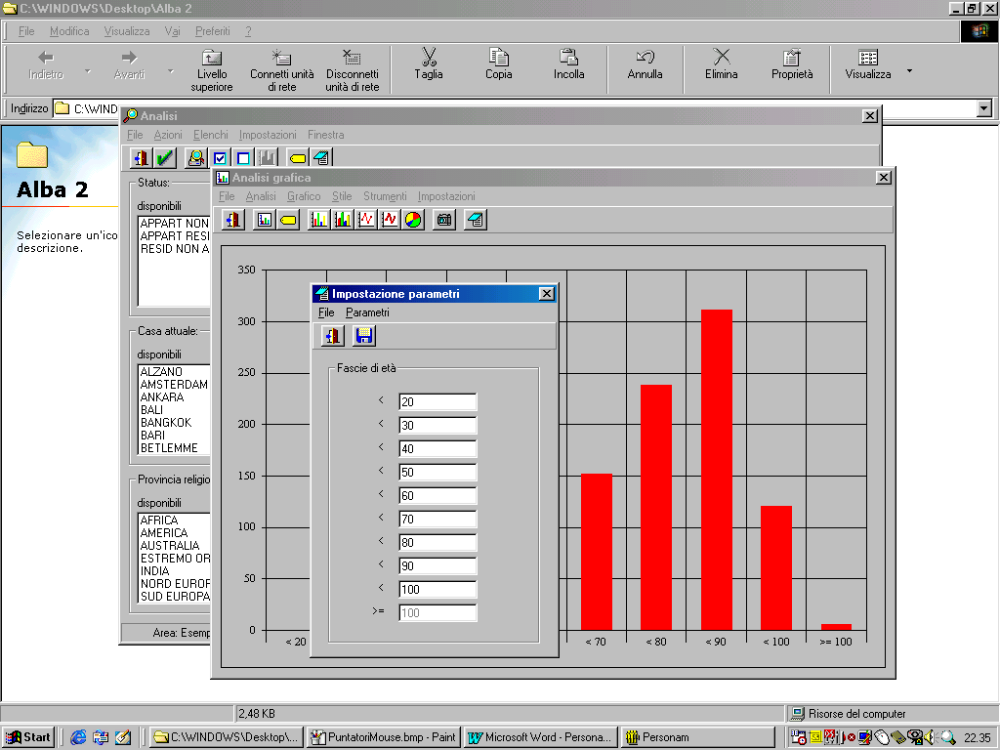 C:\WINDOWS\Desktop\Alba 2
File Modifica Visualizza Vai Preferiti ?
Indietro Avanti Livello superiore Connetti unità di rete Disconnetti unità di rete Taglia Copia Incolla Annulla Elimina Proprietà Visualizza
Indirizzo C:\WIND
Analisi
File Azioni Elenchi Impostazioni Finestra
Alba 2
Selezionare un'ico
descrizione.
Status:
disponibili
APPART NON
APPART RESI
RESID NON A
Casa attuale:
disponibili
ALZANO
AMSTERDAM
ANKARA
BALI
BANGKOK
BARI
BETLEMME
Provincia religio
disponibili
AFRICA
AMERICA
AUSTRALIA
ESTREMO OR
INDIA
NORD EUROP
SUD EUROPA
Area: Esemp
Analisi grafica
File Analisi Grafico Stile Strumenti Impostazioni
350
300
250
200
150
100
50
0
< 20 < 70 < 80 < 90 < 100 >= 100
Impostazione parametri
File Parametri
Fascie di età
< 20
< 30
< 40
< 50
< 60
< 70
< 80
< 90
< 100
>= 100
2,48 KB Risorse del computer
Start C:\WINDOWS\Desktop\... PuntatoriMouse.bmp - Paint Microsoft Word - Persona... Personam 22.35